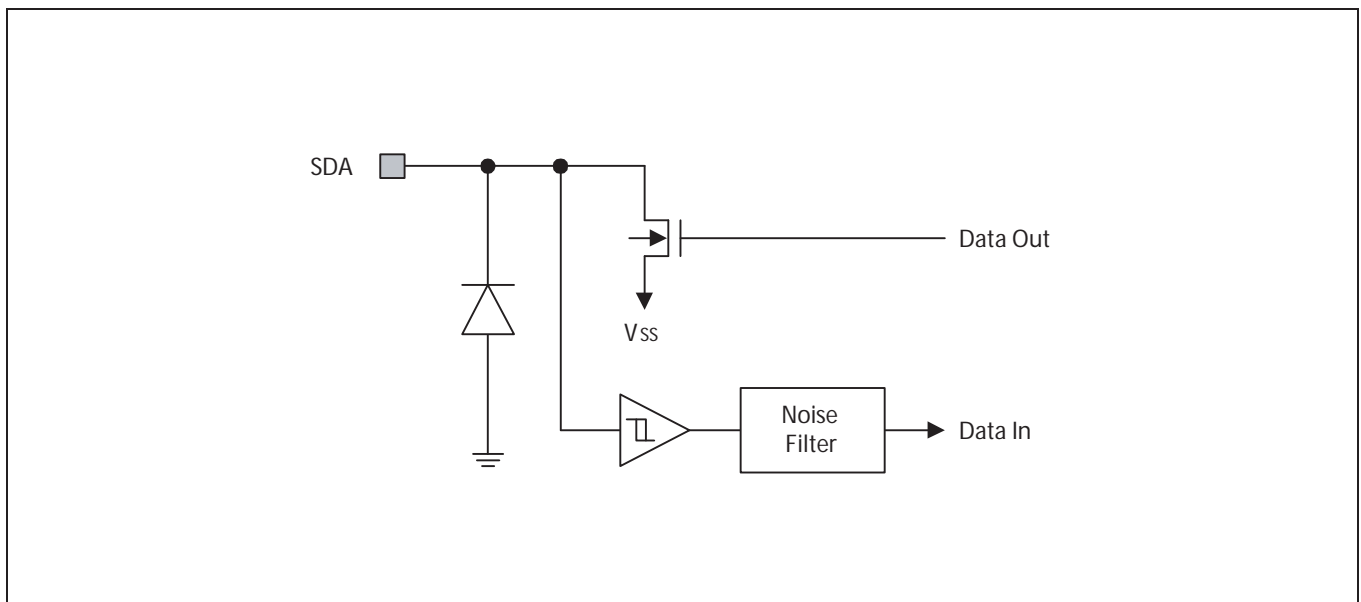 SDA
Data Out
Vss
Noise
Filter
Data In